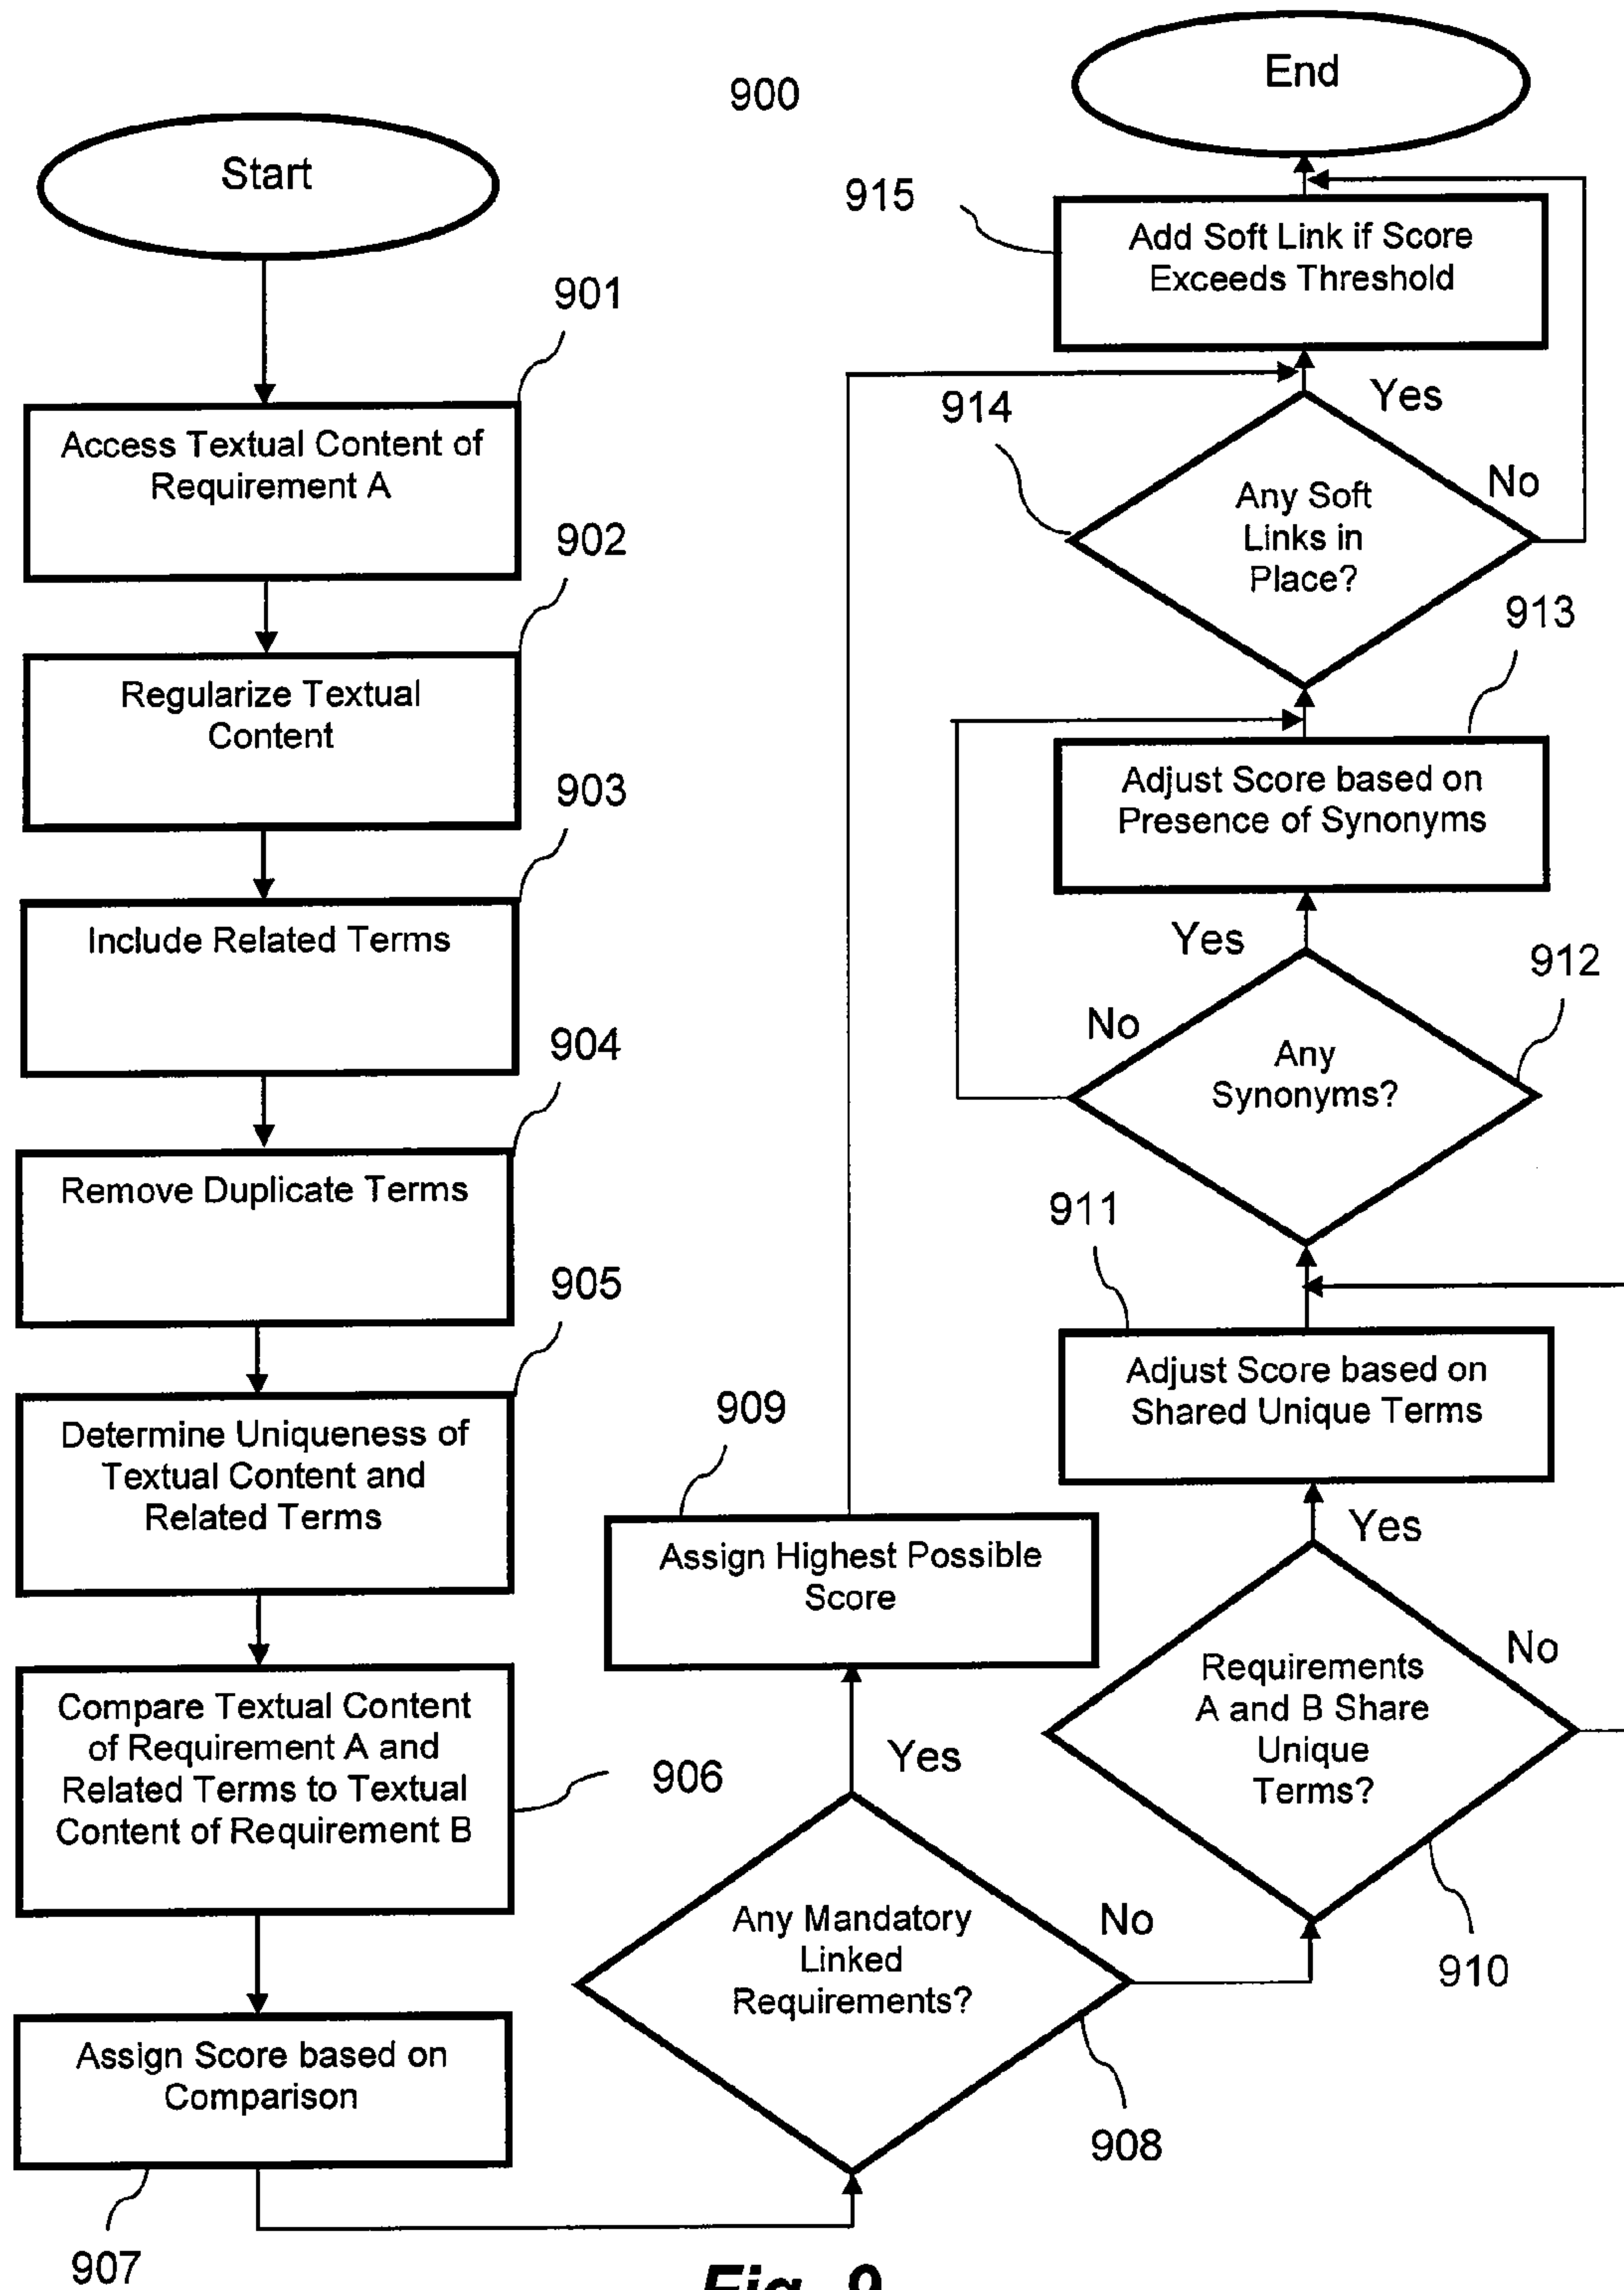 900
Start
901
Access Textual Content of
Requirement A
902
Regularize Textual
Content
903
Include Related Terms
904
Remove Duplicate Terms
905
Determine Uniqueness of
Textual Content and
Related Terms
906
Compare Textual Content
of Requirement A and
Related Terms to Textual
Content of Requirement B
Assign Score based on
Comparison
907
Any Mandatory
Linked
Requirements?
908
Yes
No
909
Assign Highest Possible
Score
Requirements
A and B Share
Unique
Terms?
910
Yes
No
911
Adjust Score based on
Shared Unique Terms
912
Any
Synonyms?
Yes
No
913
Adjust Score based on
Presence of Synonyms
914
Any Soft
Links in
Place?
Yes
No
915
Add Soft Link if Score
Exceeds Threshold
End
Fig. 9